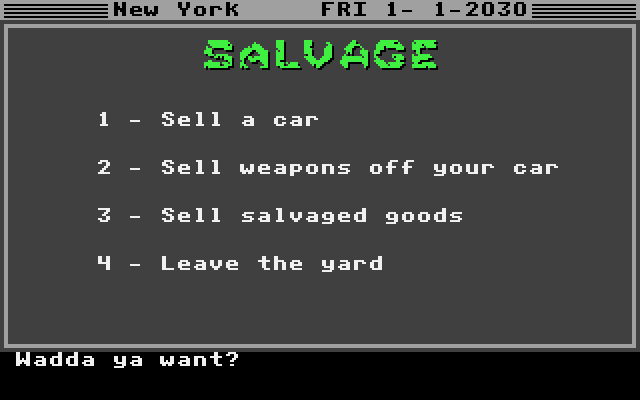 New York FRI 1- 1-2030
SALVAGE
1 - Sell a car
2 - Sell weapons off your car
3 - Sell salvaged goods
4 - Leave the yard
Wadda ya want?